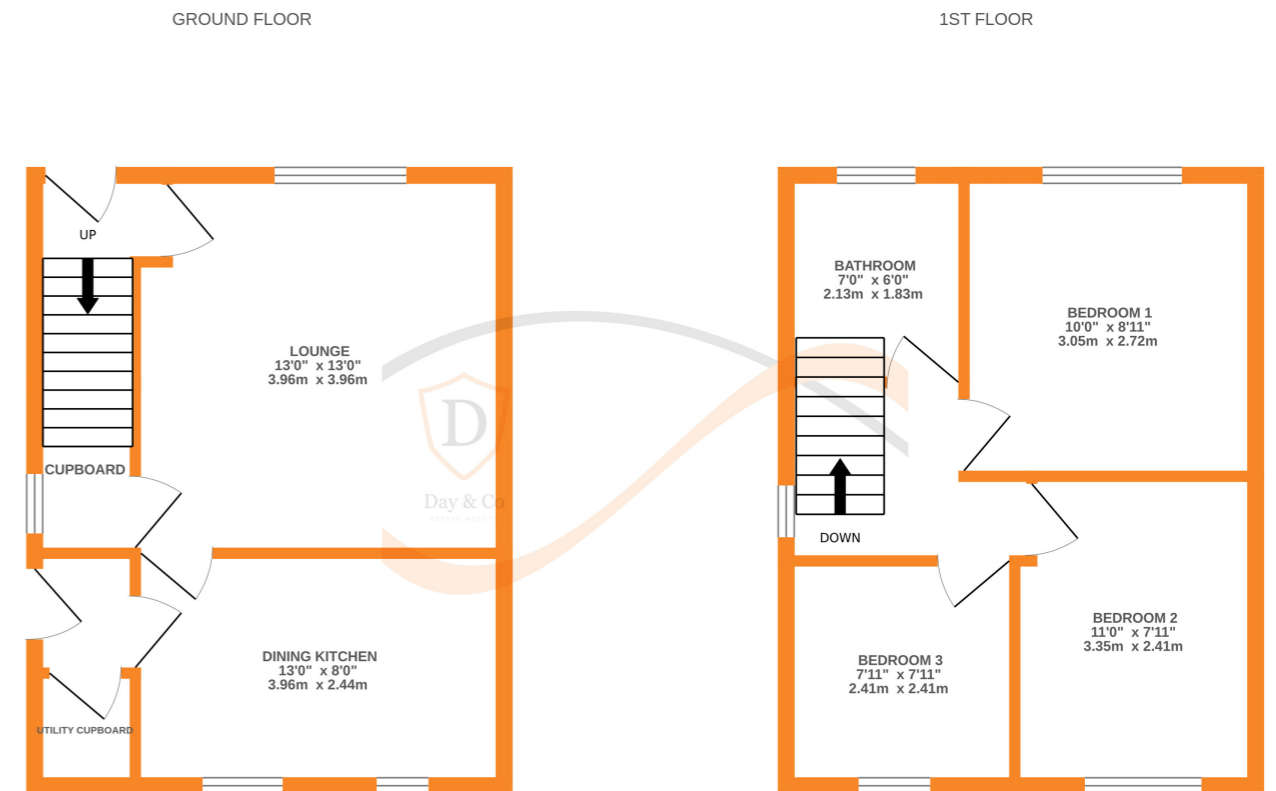 GROUND FLOOR
1ST FLOOR
UP
LOUNGE
13'0" x 13'0"
3.96m x 3.96m
CUPBOARD
D
Day & Co
ESTATE AGENTS
DINING KITCHEN
13'0" x 8'0"
3.96m x 2.44m
UTILITY CUPBOARD
BATHROOM
7'0" x 6'0"
2.13m x 1.83m
BEDROOM 1
10'0" x 8'11"
3.05m x 2.72m
DOWN
BEDROOM 2
11'0" x 7'11"
3.35m x 2.41m
BEDROOM 3
7'11" x 7'11"
2.41m x 2.41m